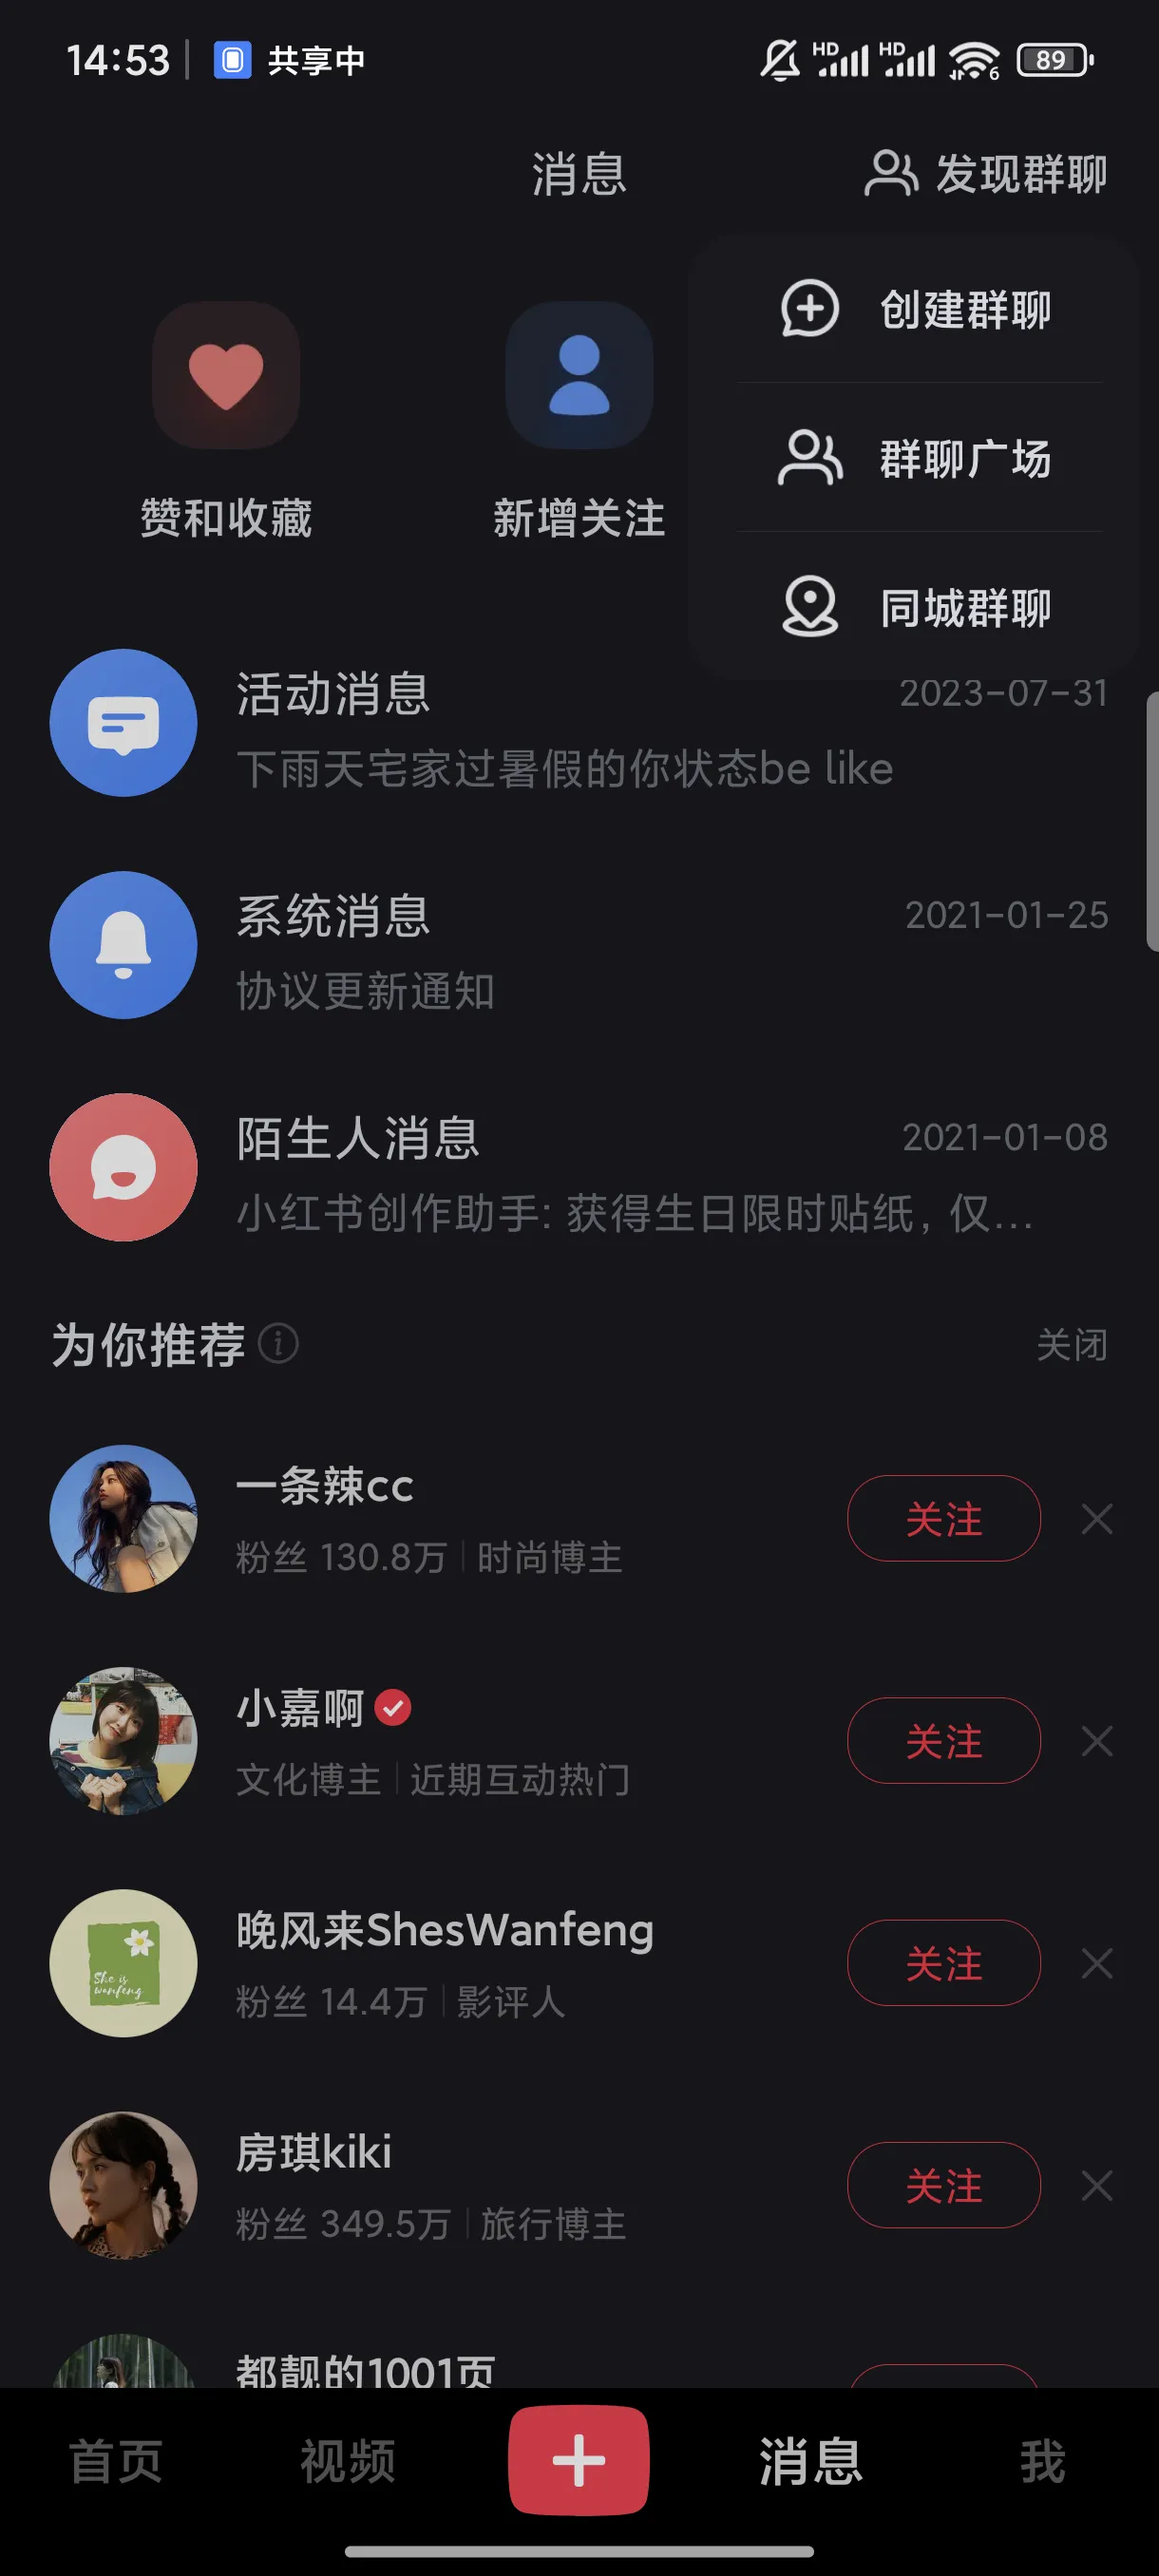 14:53 共享中 HD HD 6 89
消息 发现群聊
创建群聊
群聊广场
同城群聊
赞和收藏 新增关注
活动消息 2023-07-31
下雨天宅家过暑假的你状态be like
系统消息 2021-01-25
协议更新通知
陌生人消息 2021-01-08
小红书创作助手: 获得生日限时贴纸，仅...
为你推荐 关闭
一条辣cc
粉丝 130.8万 时尚博主 关注
小嘉啊
文化博主 近期互动热门 关注
晚风来ShesWanfeng
She is
wanfeng
粉丝 14.4万 影评人 关注
房琪kiki
粉丝 349.5万 旅行博主 关注
都靓的1001页
首页 视频 消息 我